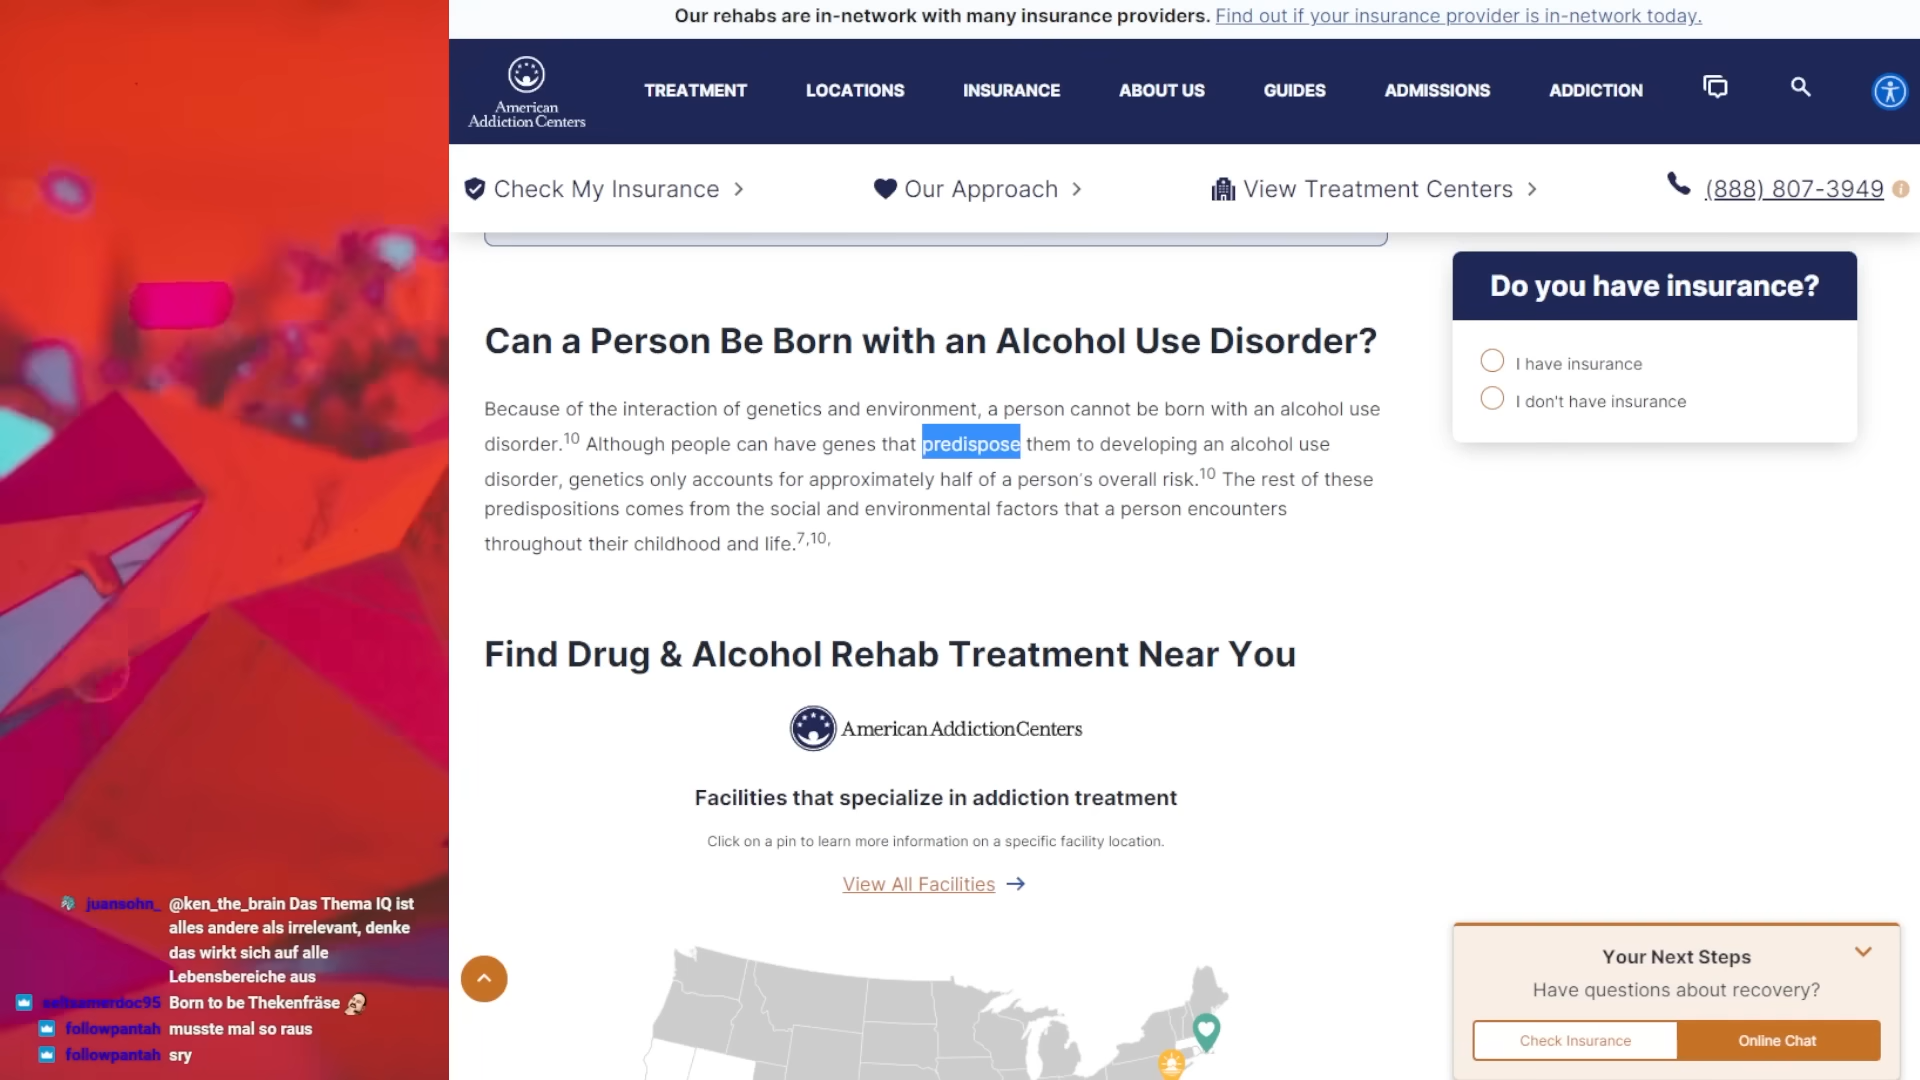 Our rehabs are in-network with many insurance providers. Find out if your insurance provider is in-network today.
American
Addiction Centers
TREATMENT LOCATIONS INSURANCE ABOUT US GUIDES ADMISSIONS ADDICTION
Check My Insurance Our Approach View Treatment Centers (888) 807-3949
Can a Person Be Born with an Alcohol Use Disorder?
Because of the interaction of genetics and environment, a person cannot be born with an alcohol use
disorder.10 Although people can have genes that predispose them to developing an alcohol use
disorder, genetics only accounts for approximately half of a person's overall risk.10 The rest of these
predispositions comes from the social and environmental factors that a person encounters
throughout their childhood and life.7,10,
Do you have insurance?
I have insurance
I don't have insurance
Find Drug & Alcohol Rehab Treatment Near You
American Addiction Centers
Facilities that specialize in addiction treatment
Click on a pin to learn more information on a specific facility location.
View All Facilities
Your Next Steps
Have questions about recovery?
Check Insurance Online Chat
juansohn_ @ken_the_brain Das Thema IQ ist
alles andere als irrelevant, denke
das wirkt sich auf alle
Lebensbereiche aus
seltsamerdoc95 Born to be Thekenfräse
followpantah musste mal so raus
followpantah sry